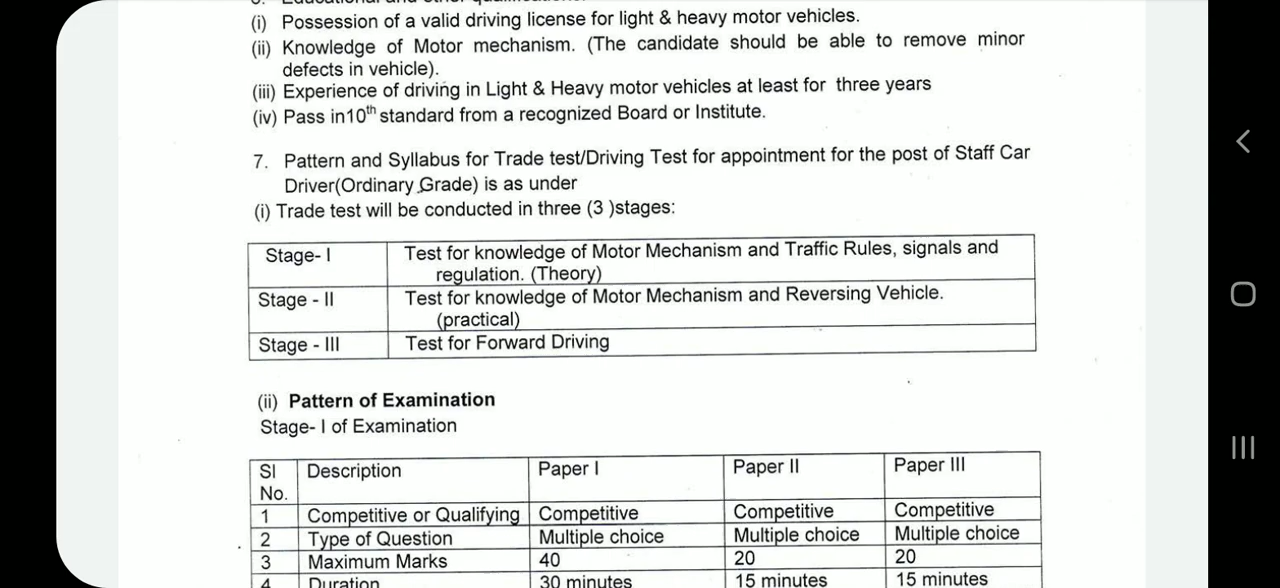 (i) Possession of a valid driving license for light & heavy motor vehicles.
(ii) Knowledge of Motor mechanism. (The candidate should be able to remove minor
defects in vehicle).
(iii) Experience of driving in Light & Heavy motor vehicles at least for three years
(iv) Pass in10th standard from a recognized Board or Institute.
7. Pattern and Syllabus for Trade test/Driving Test for appointment for the post of Staff Car
Driver(Ordinary Grade) is as under
(i) Trade test will be conducted in three (3 )stages:
Stage- I Test for knowledge of Motor Mechanism and Traffic Rules, signals and
regulation. (Theory)
Stage - II Test for knowledge of Motor Mechanism and Reversing Vehicle.
(practical)
Stage - III Test for Forward Driving
(ii) Pattern of Examination
Stage- I of Examination
Sl Description Paper I Paper II Paper III
No.
1 Competitive or Qualifying Competitive Competitive Competitive
2 Type of Question Multiple choice Multiple choice Multiple choice
3 Maximum Marks 40 20 20
4 Duration 30 minutes 15 minutes 15 minutes